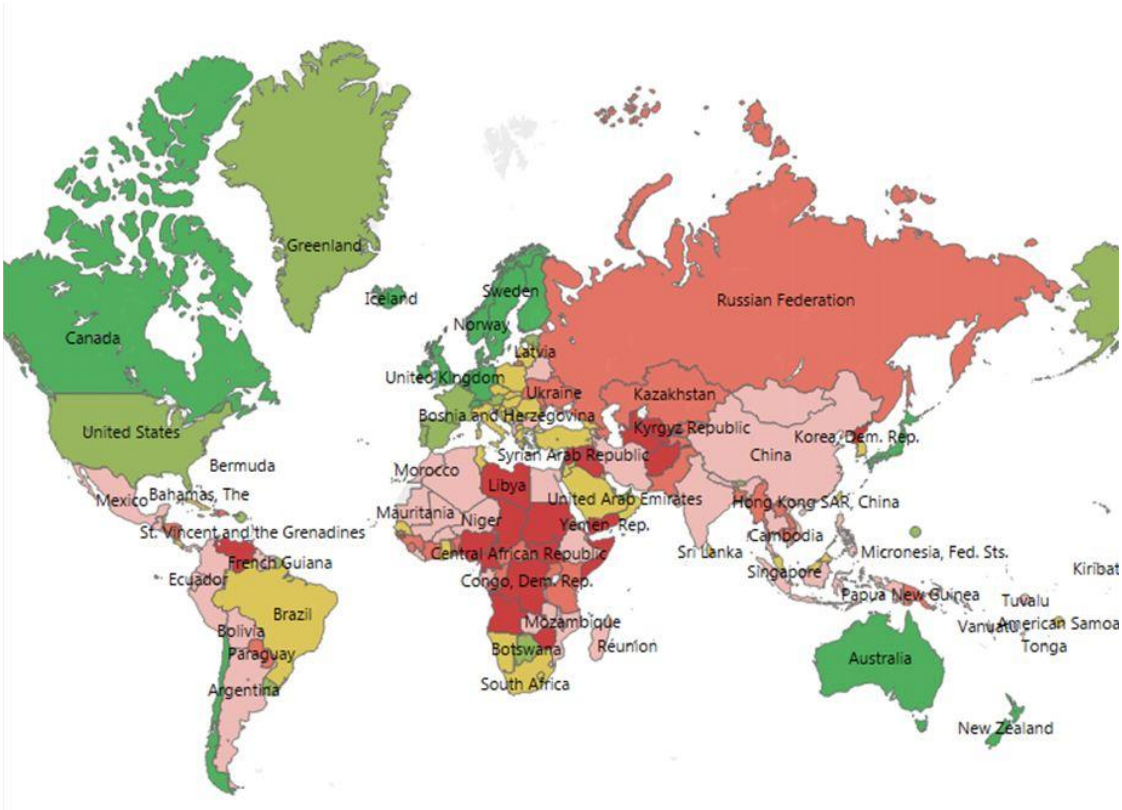 Greenland
Iceland
Sweden
Norway
Canada
Russian Federation
Latvia
United Kingdom
Ukraine
Kazakhstan
Bosnia and Herzegovina
United States
Kyrgyz Republic
Korea, Dem. Rep.
Syrian Arab Republic
China
Bermuda
Morocco
Libya
Mexico
Bahamas, The
United Arab Emirates
Hong Kong SAR, China
Mauritania
Niger
Yemen, Rep.
St. Vincent and the Grenadines
Cambodia
Central African Republic
Sri Lanka
Micronesia, Fed. Sts.
French Guiana
Ecuador
Congo, Dem. Rep.
Singapore
Kiribat
Papua New Guinea
Tuvalu
Brazil
Mozambique
Vanuatu
American Samoa
Bolivia
Réunion
Tonga
Paraguay
Botswana
Australia
Argentina
South Africa
New Zealand